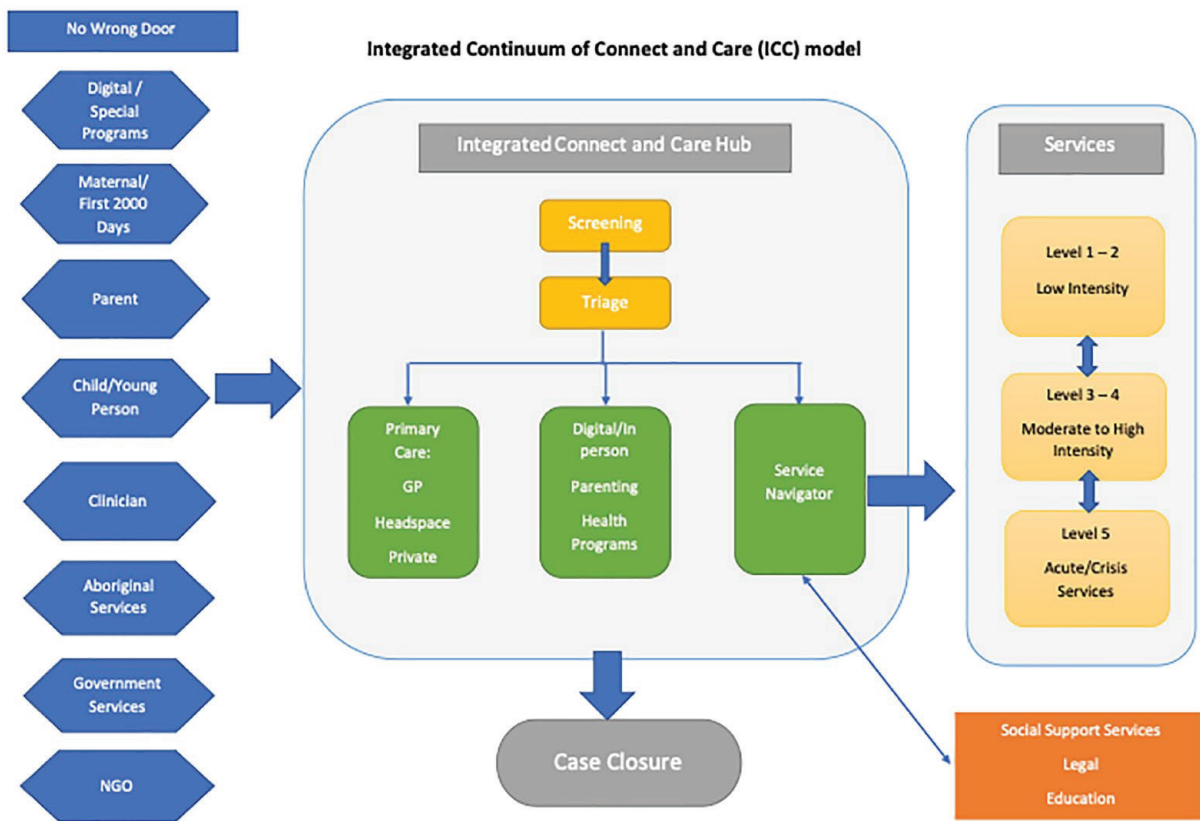 No Wrong Door
Digital /
Special
Programs
Maternal/
First 2000
Days
Parent
Child/Young
Person
Clinician
Aboriginal
Services
Government
Services
NGO
Integrated Continuum of Connect and Care (ICC) model
Integrated Connect and Care Hub
Screening
Triage
Primary
Care:
GP
Headspace
Private
Digital/In
person
Parenting
Health
Programs
Service
Navigator
Case Closure
Services
Level 1 – 2
Low Intensity
Level 3 – 4
Moderate to High
Intensity
Level 5
Acute/Crisis
Services
Social Support Services
Legal
Education